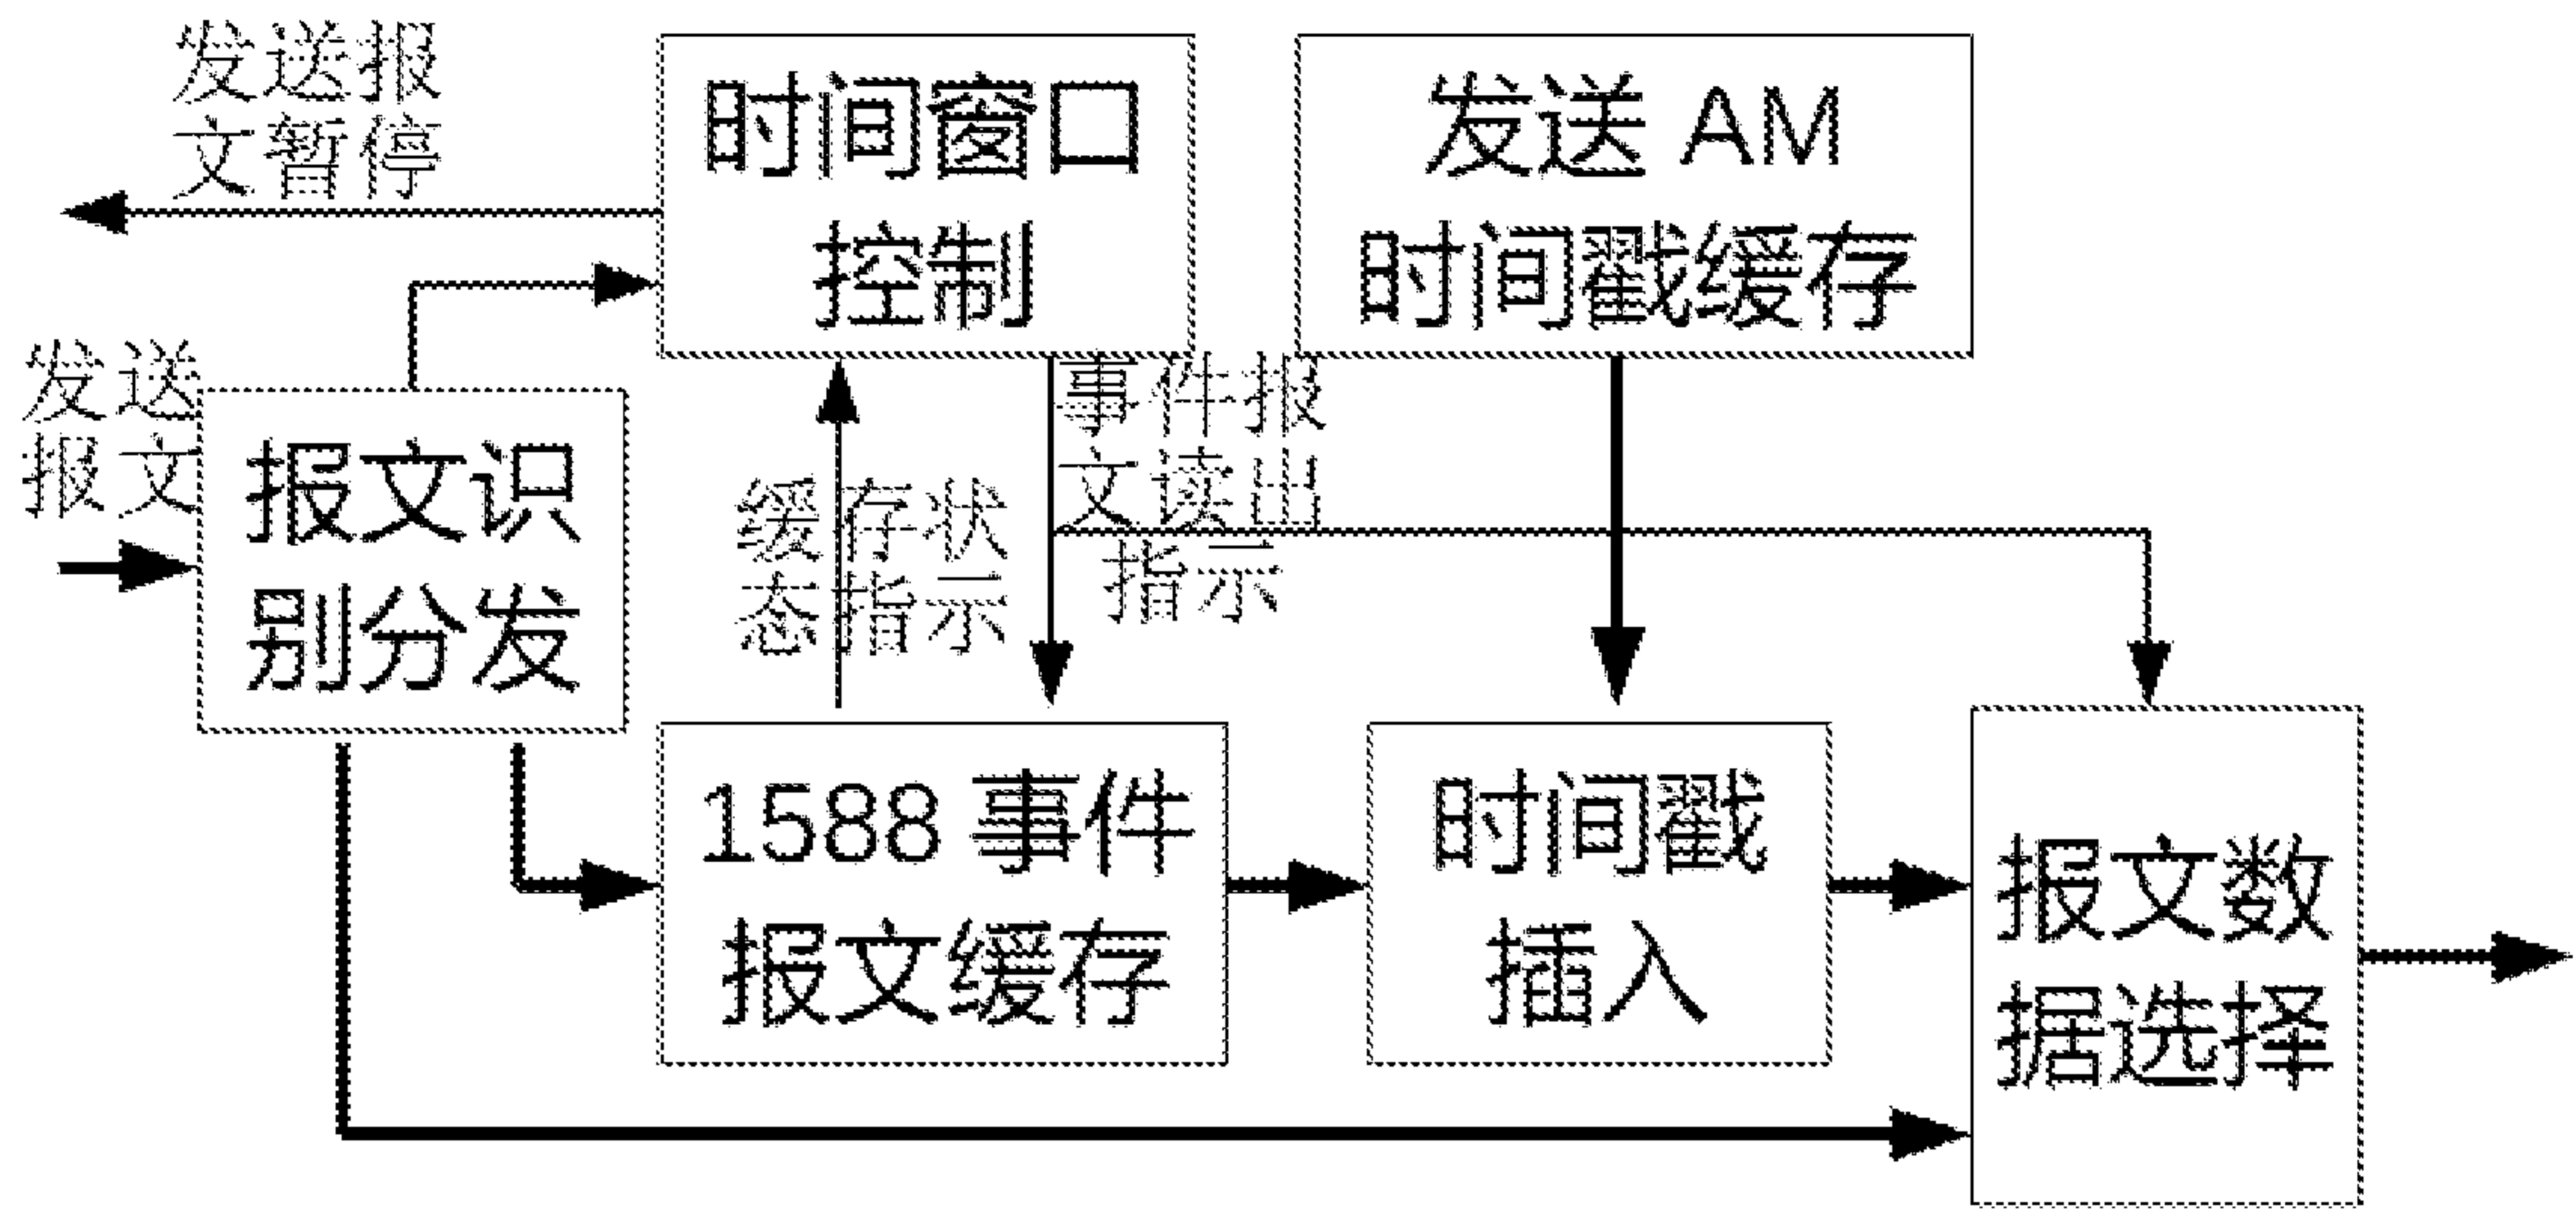 发送报
文暂停
时间窗口
控制
发送 AM
时间戳缓存
发送
报文
报文识
别分发
缓存状
态指示
事件报
文读出
指示
1588 事件
报文缓存
时间戳
插入
报文数
据选择